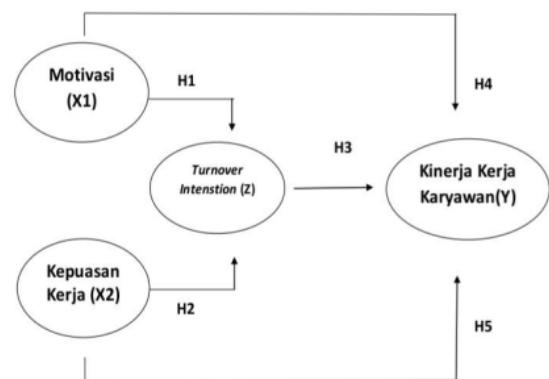 Motivasi
(X1)
H1
H4
Turnover
Intenstion (Z)
H3
Kinerja Kerja
Karyawan(Y)
Kepuasan
Kerja (X2)
H2
H5